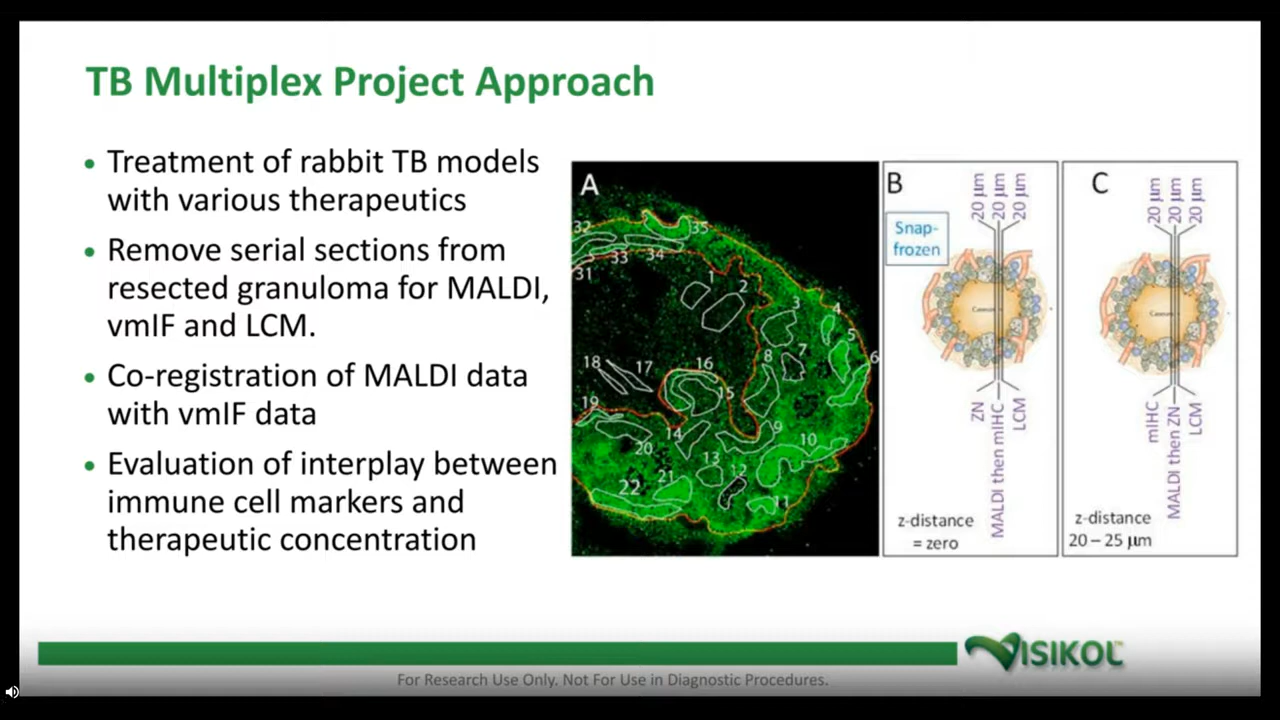 TB Multiplex Project Approach
• Treatment of rabbit TB models
with various therapeutics
• Remove serial sections from
resected granuloma for MALDI,
vmIF and LCM.
• Co-registration of MALDI data
with vmIF data
• Evaluation of interplay between
immune cell markers and
therapeutic concentration
A
32
35
33
34
31
1
2
3
4
5
6
7
8
18
17
16
15
19
14
9
10
20
13
12
21
22
11
B
20 µm
20 µm
20 µm
Snap-
frozen
Caseum
ZN
MALDI then mIHC
LCM
z-distance
= zero
C
20 µm
20 µm
20 µm
Caseum
mIHC
MALDI then ZN
LCM
z-distance
20 – 25 µm
VISIKOL™
For Research Use Only. Not For Use in Diagnostic Procedures.